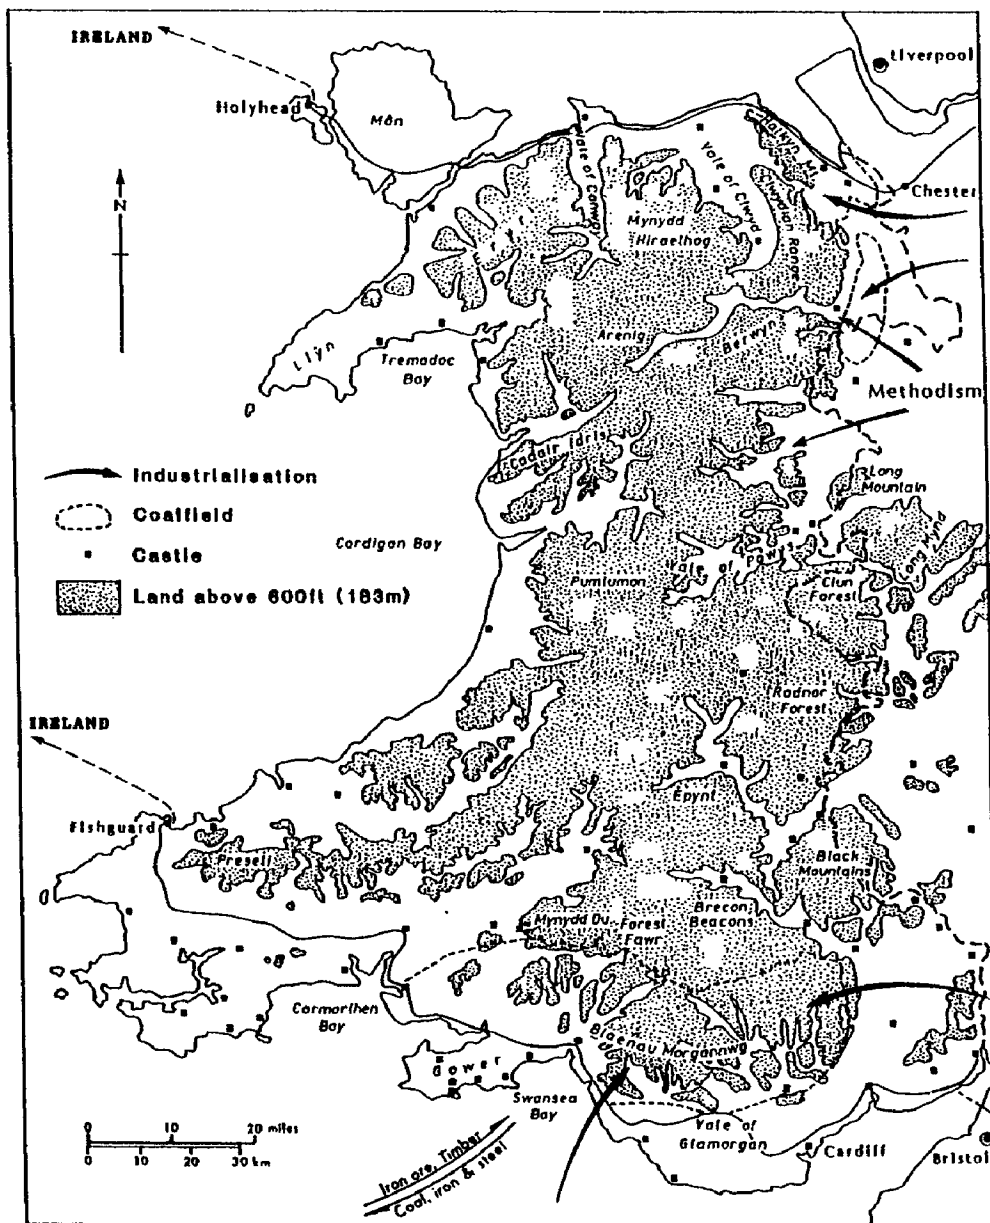 IRELAND
Liverpool
Holyhead
Môn
Vale of Conwy
Vale of Clwyd
Halkyn Mt
Clwydian Range
Chester
N
Mynydd
Hiraethog
Eryri
Arenig
Berwyn
Llŷn
Tremadoc
Bay
Methodism
Cadair Idris
Industrialisation
Coalfield
Castle
Land above 600ft (183m)
Long
Mountain
Long Mynd
Cardigan Bay
Pumlumon
Vale of Powys
Clun
Forest
Radnor
Forest
IRELAND
Epynt
Fishguard
Preseli
Black
Mountains
Mynydd Du
Forest
Fawr
Brecon
Beacons
Carmarthen
Bay
Blaenau Morgannwg
Gower
Swansea
Bay
Vale of
Glamorgan
Cardiff
Bristol
0 10 20 miles
0 10 20 30 km
Iron ore, Timber
Coal, iron & steel